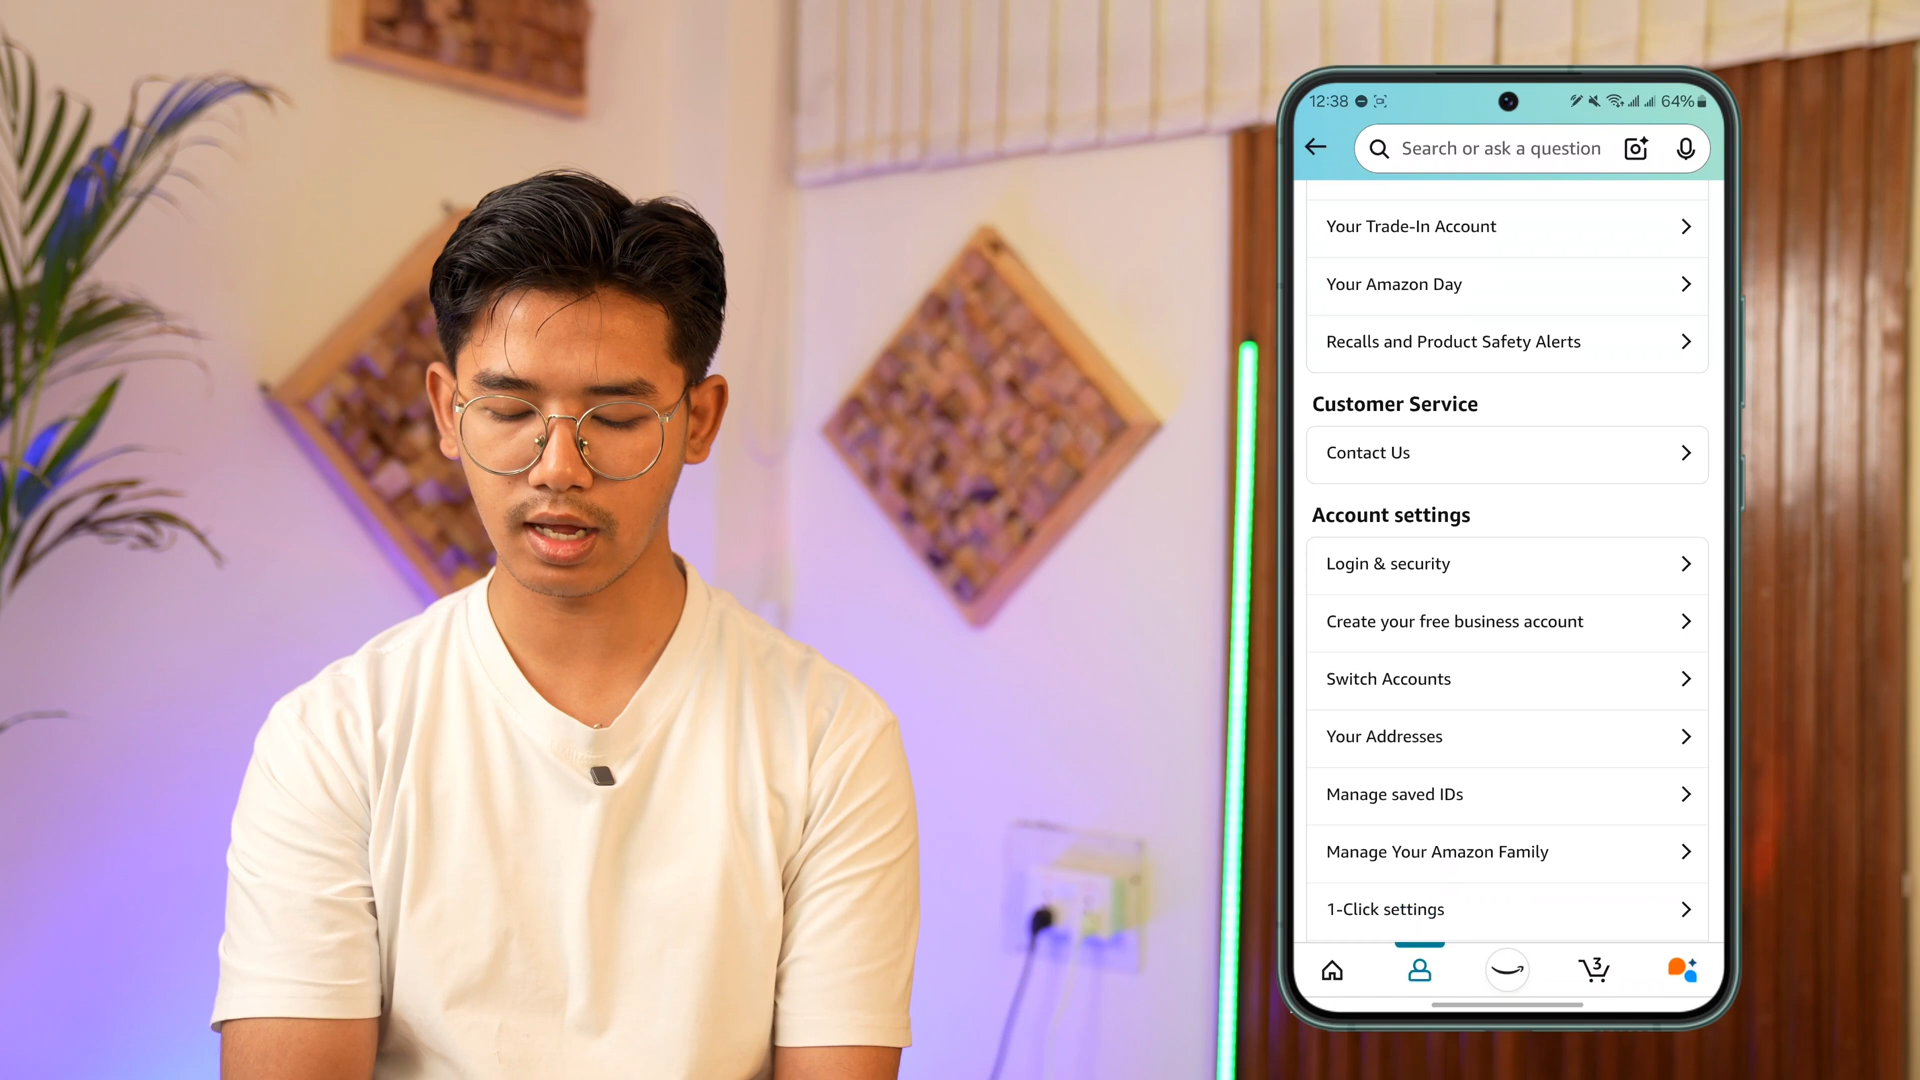 12:38
64%
Search or ask a question
Your Trade-In Account
Your Amazon Day
Recalls and Product Safety Alerts
Customer Service
Contact Us
Account settings
Login & security
Create your free business account
Switch Accounts
Your Addresses
Manage saved IDs
Manage Your Amazon Family
1-Click settings
3